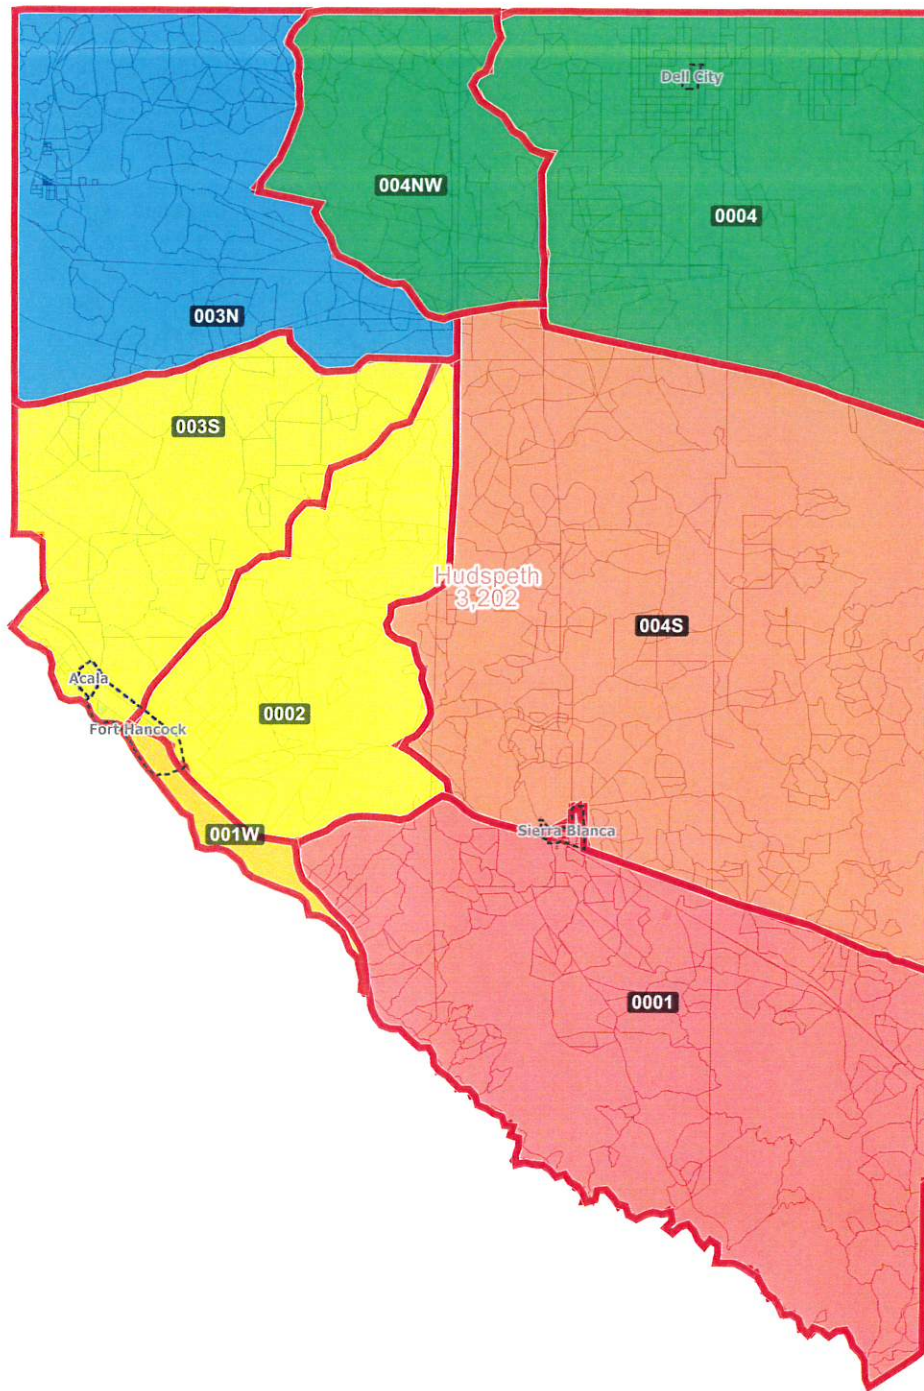 Dell City
004NW
0004
003N
003S
Hudspeth
3,202
004S
Acala
0002
Fort Hancock
001W
Sierra Blanca
0001